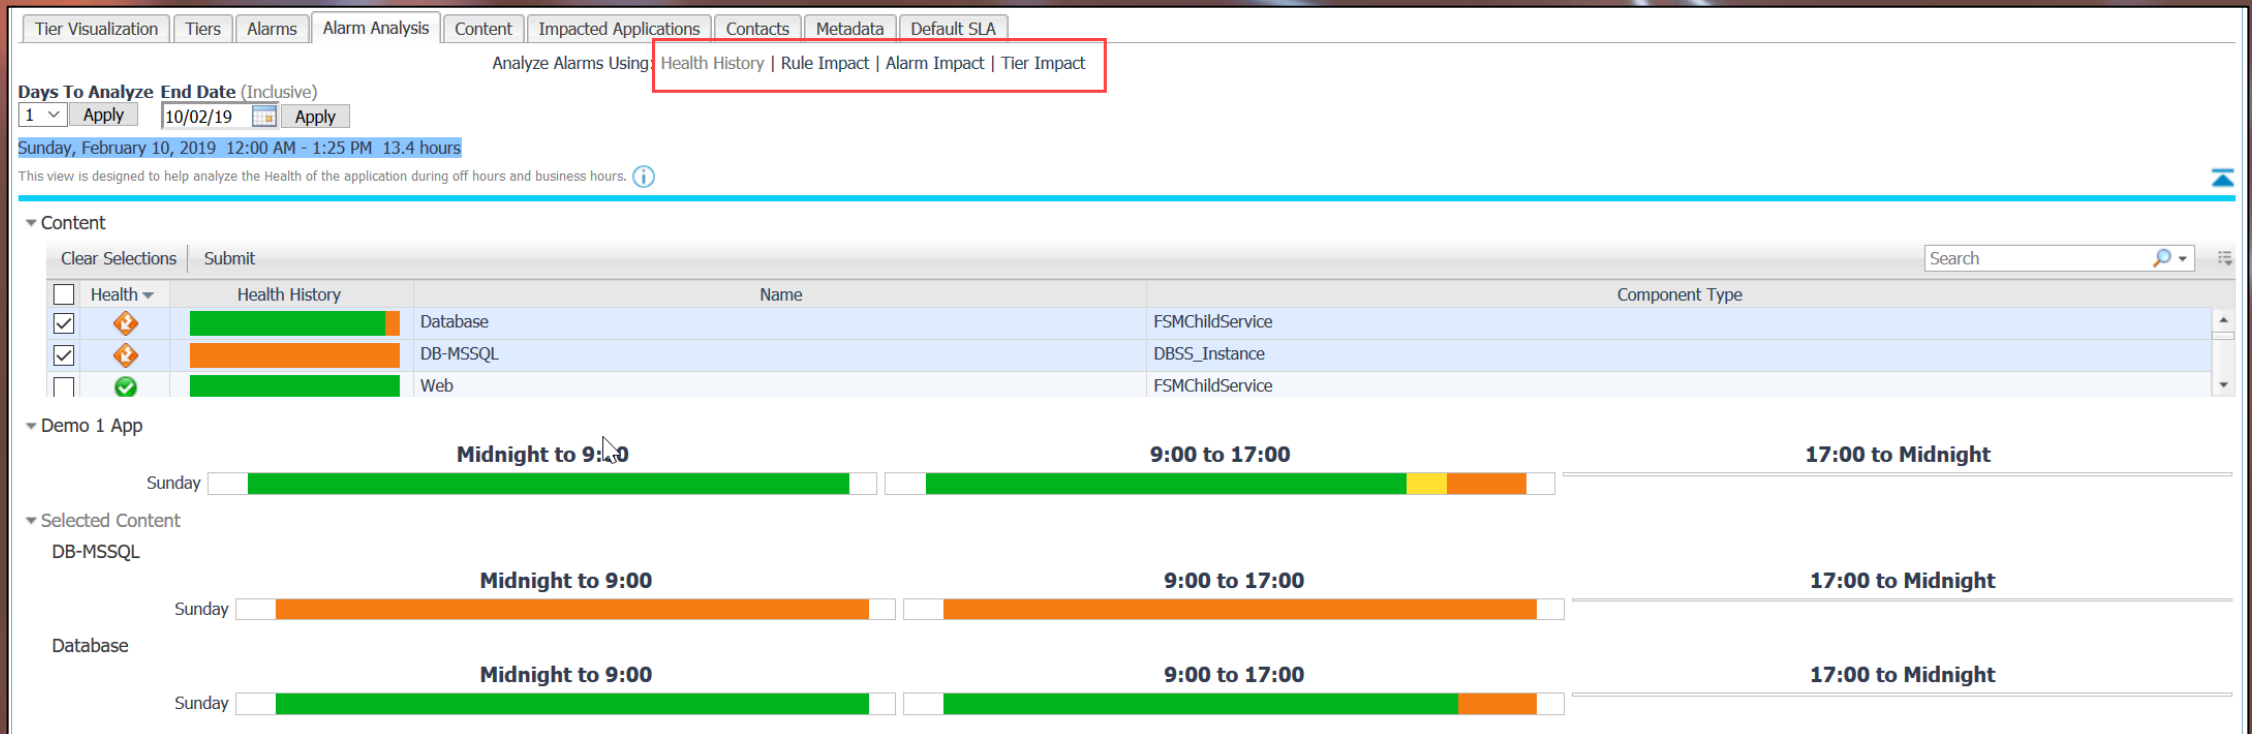 Tier Visualization Tiers Alarms Alarm Analysis Content Impacted Applications Contacts Metadata Default SLA
Analyze Alarms Using: Health History | Rule Impact | Alarm Impact | Tier Impact
Days To Analyze End Date (Inclusive)
1 Apply 10/02/19 Apply
Sunday, February 10, 2019 12:00 AM - 1:25 PM 13.4 hours
This view is designed to help analyze the Health of the application during off hours and business hours.
Content
Clear Selections Submit Search
Health Health History Name Component Type
Database FSMChildService
DB-MSSQL DBSS_Instance
Web FSMChildService
Demo 1 App
Midnight to 9:00 9:00 to 17:00 17:00 to Midnight
Sunday
Selected Content
DB-MSSQL
Midnight to 9:00 9:00 to 17:00 17:00 to Midnight
Sunday
Database
Midnight to 9:00 9:00 to 17:00 17:00 to Midnight
Sunday